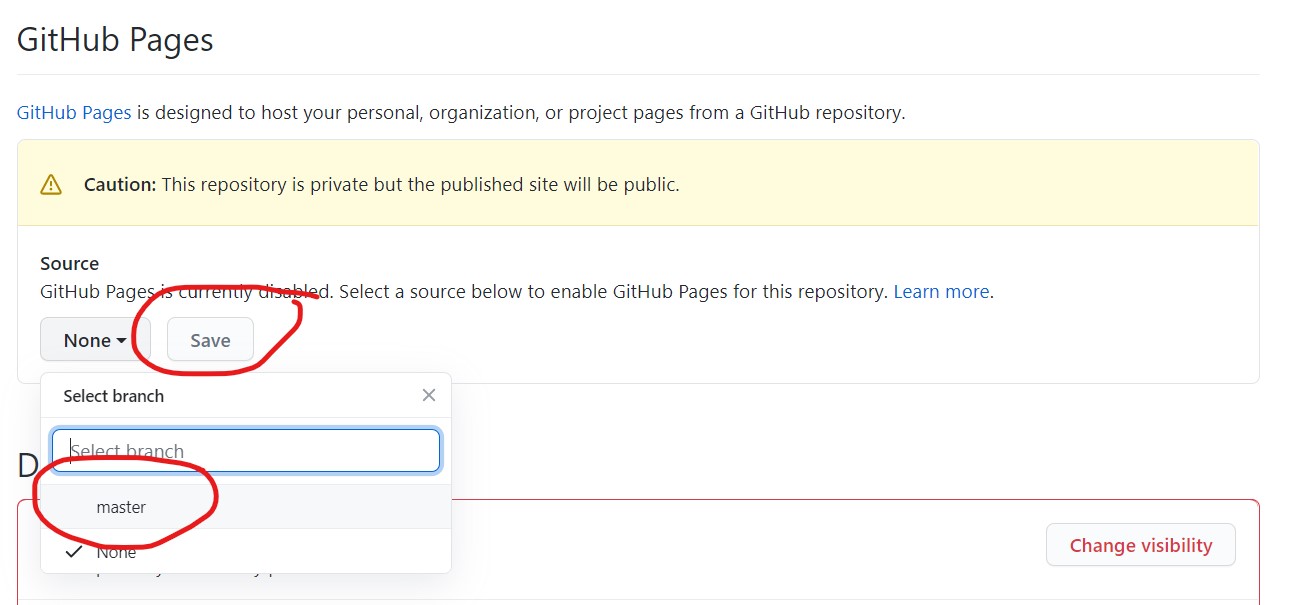 GitHub Pages
GitHub Pages is designed to host your personal, organization, or project pages from a GitHub repository.
Caution: This repository is private but the published site will be public.
Source
GitHub Pages is currently disabled. Select a source below to enable GitHub Pages for this repository. Learn more.
None Save
Select branch
Select branch
D
master
Change visibility
None